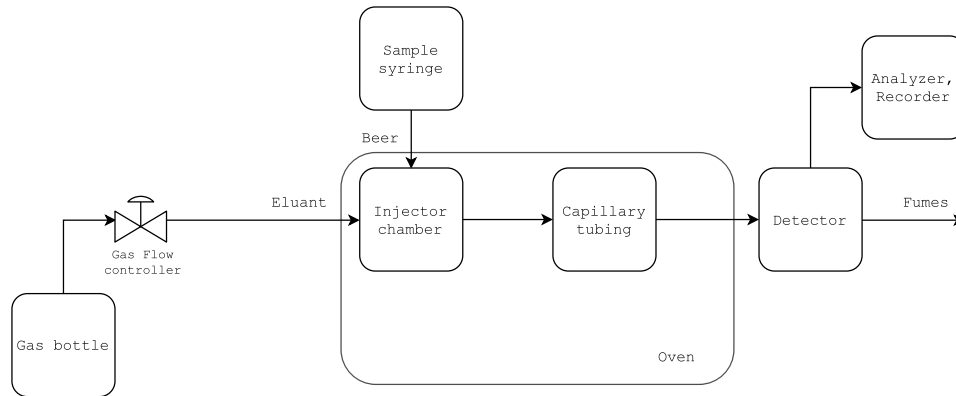 Sample
syringe
Analyzer,
Recorder
Beer
Eluant
Injector
chamber
Capillary
tubing
Detector
Fumes
Gas Flow
controller
Gas bottle
Oven